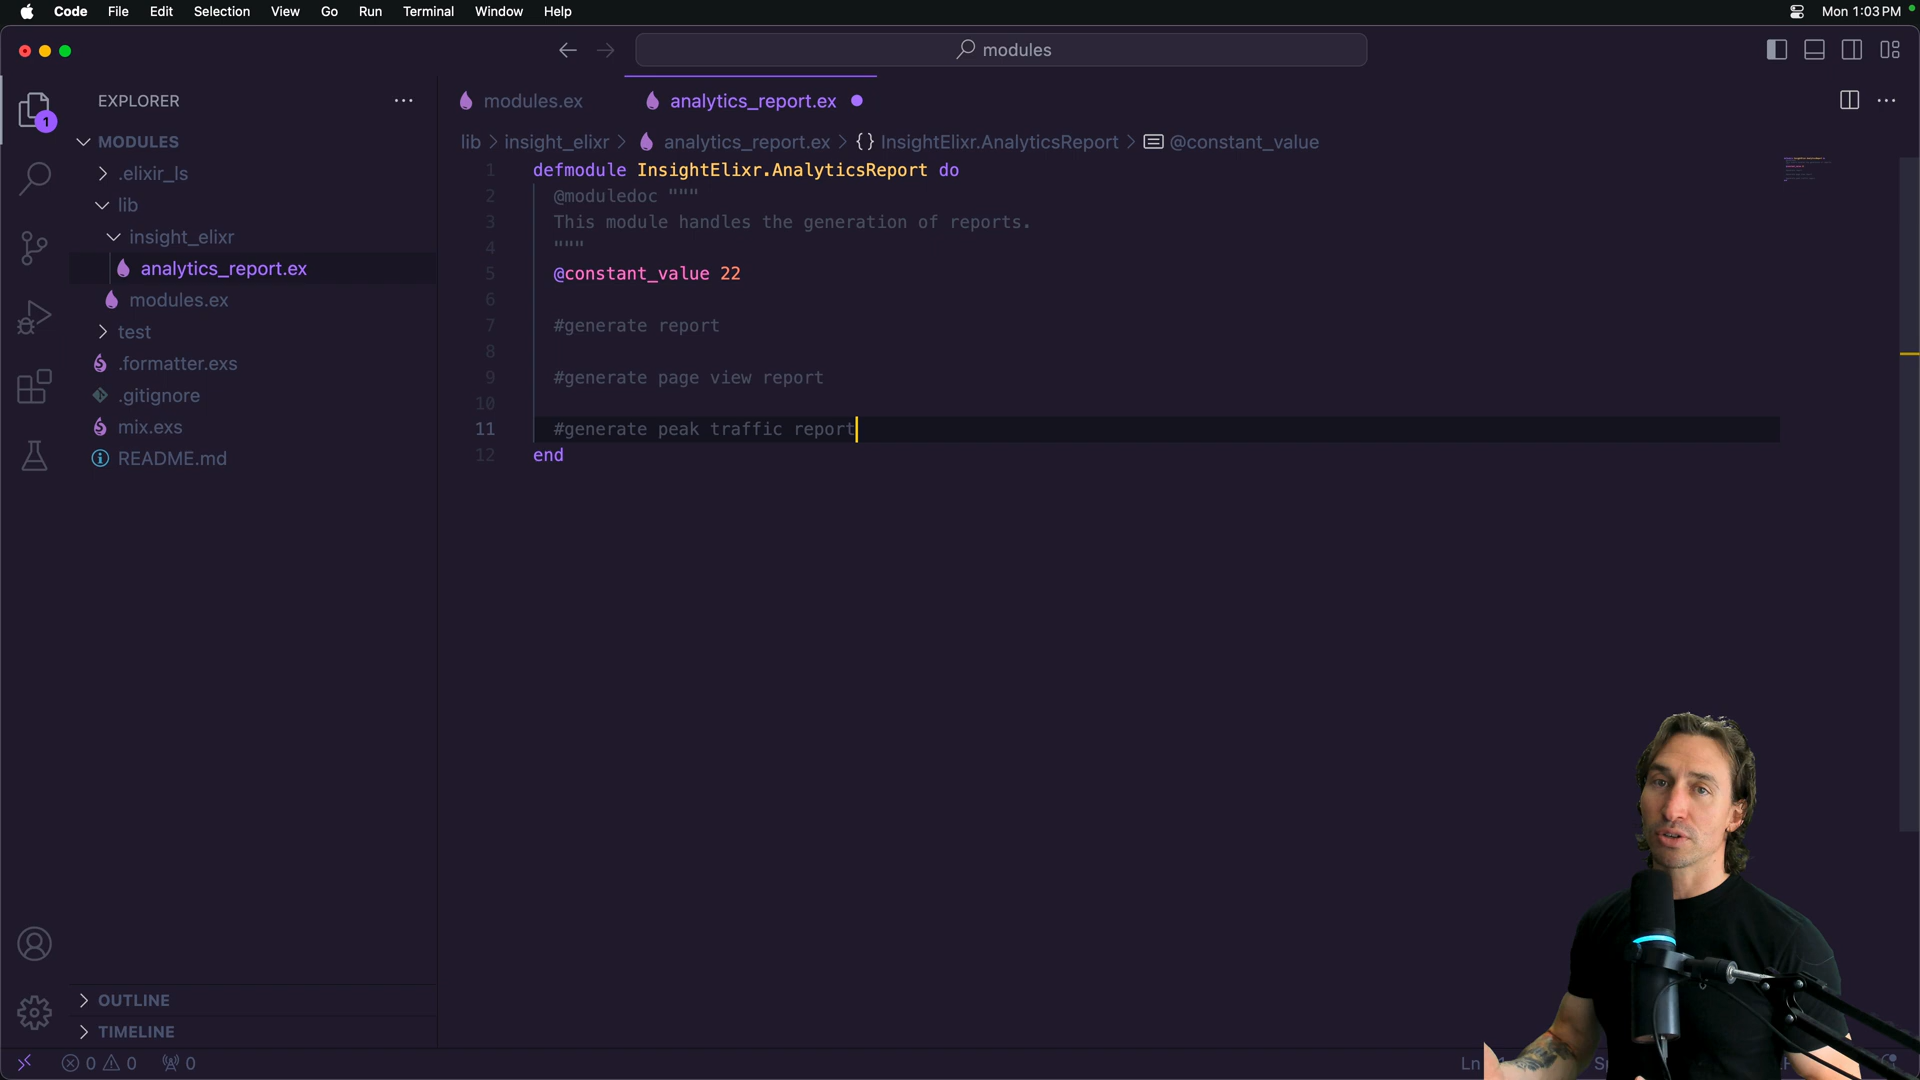 Code File Edit Selection View Go Run Terminal Window Help Mon 1:03 PM
modules
EXPLORER
modules.ex
analytics_report.ex
1
MODULES
lib > insight_elixr > analytics_report.ex > {} InsightElixr.AnalyticsReport > @constant_value
.elixir_ls
lib
insight_elixr
analytics_report.ex
modules.ex
test
.formatter.exs
.gitignore
mix.exs
README.md
1 defmodule InsightElixr.AnalyticsReport do
2 @moduledoc """
3 This module handles the generation of reports.
4 """
5 @constant_value 22
6
7 #generate report
8
9 #generate page view report
10
11 #generate peak traffic report
12 end
OUTLINE
TIMELINE
0 0 0
Ln